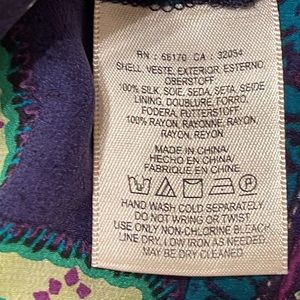 RN : 66170 CA : 32054
SHELL, VESTE, EXTERIOR, ESTERNO,
OBERSTOFF.
100% SILK, SOIE, SEDA, SETA, SEIDE
LINING, DOUBLURE, FORRO,
FODERA, FUTTERSTOFF.
100% RAYON, RAYONNE, RAYON,
RAYON, REYON
MADE IN CHINA
HECHO EN CHINA
FABRIQUE EN CHINE
HAND WASH COLD SEPARATELY
DO NOT WRING OR TWIST
USE ONLY NON-CHLORINE BLEACH
LINE DRY, LOW IRON AS NEEDED
MAY BE DRY CLEANED